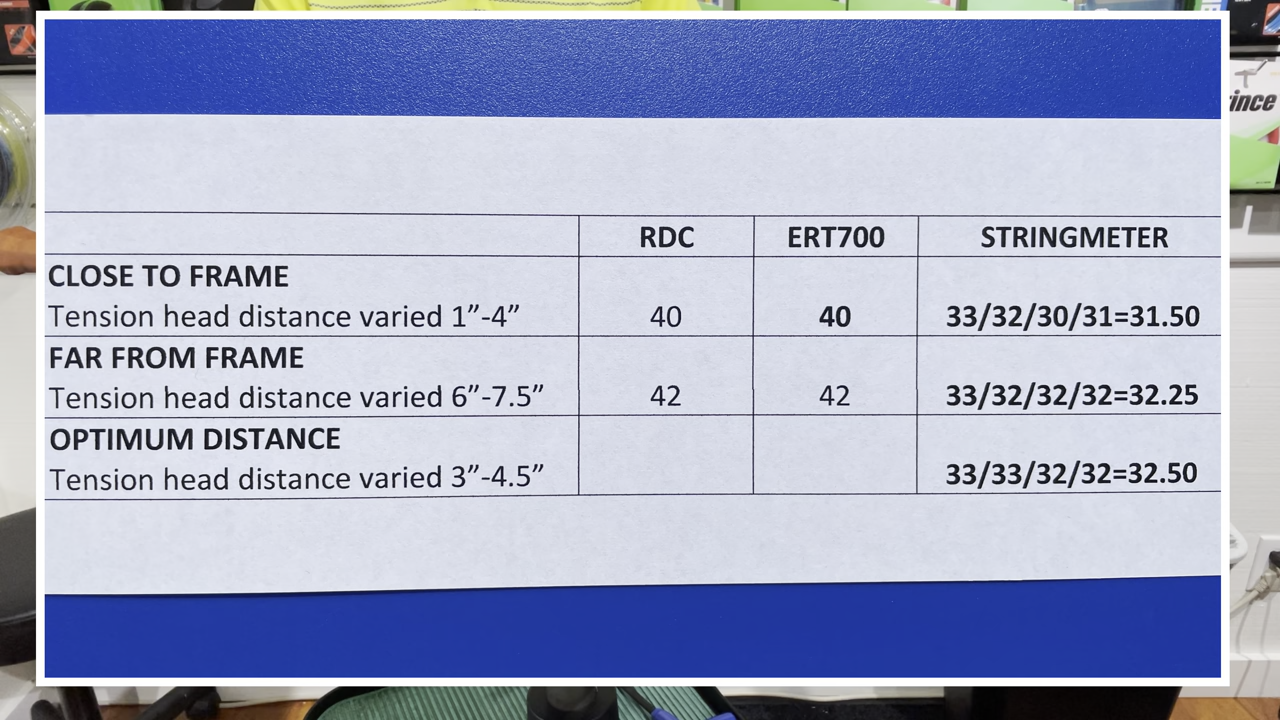 RDC ERT700 STRINGMETER
CLOSE TO FRAME
Tension head distance varied 1”-4” 40 40 33/32/30/31=31.50
FAR FROM FRAME
Tension head distance varied 6”-7.5” 42 42 33/32/32/32=32.25
OPTIMUM DISTANCE
Tension head distance varied 3”-4.5” 33/33/32/32=32.50